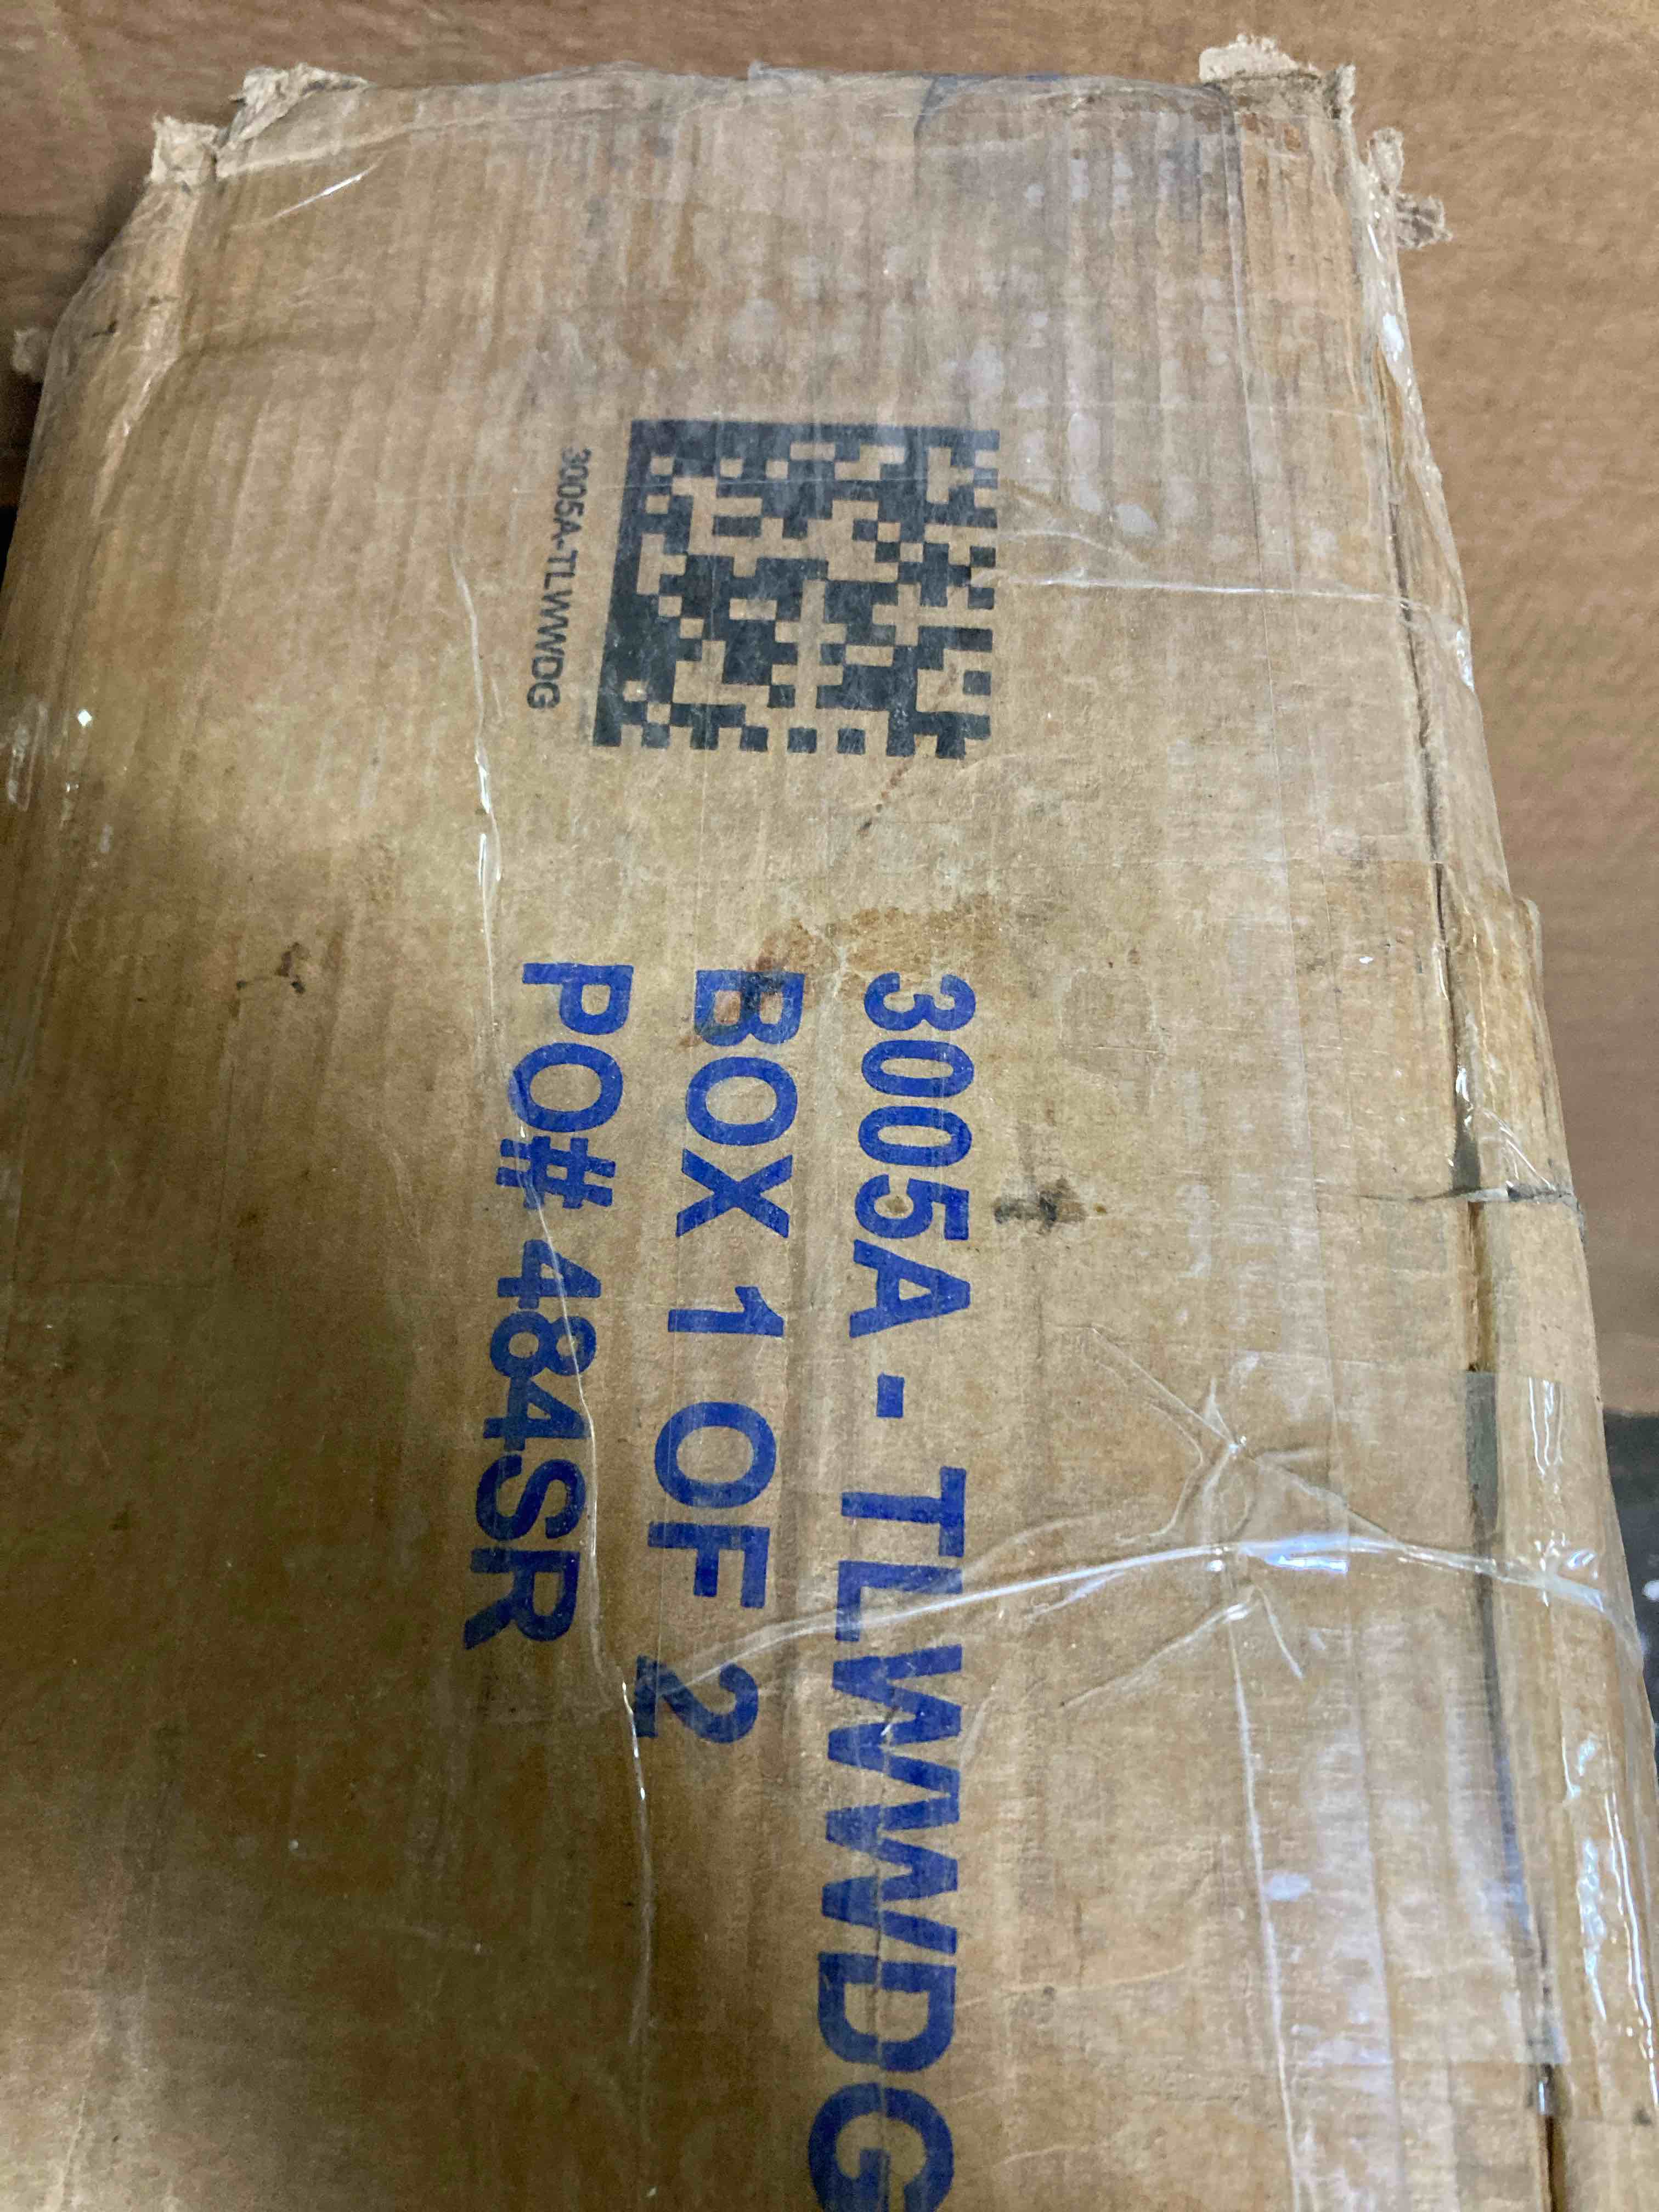 3005A-TLWWDG
3005A - TLWWDG
BOX 1 OF 2
PO# 484SR